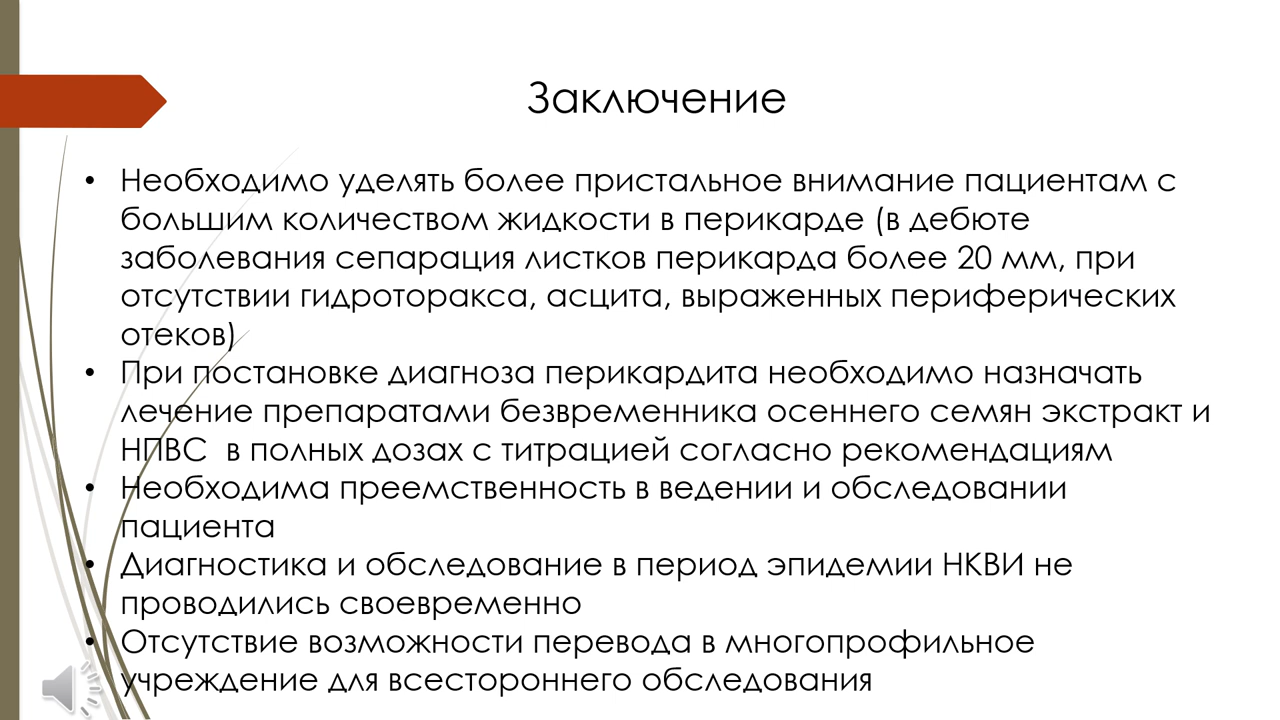 Заключение
• Необходимо уделять более пристальное внимание пациентам с
большим количеством жидкости в перикарде (в дебюте
заболевания сепарация листков перикарда более 20 мм, при
отсутствии гидроторакса, асцита, выраженных периферических
отеков)
• При постановке диагноза перикардита необходимо назначать
лечение препаратами безвременника осеннего семян экстракт и
НПВС в полных дозах с титрацией согласно рекомендациям
• Необходима преемственность в ведении и обследовании
пациента
• Диагностика и обследование в период эпидемии НКВИ не
проводились своевременно
• Отсутствие возможности перевода в многопрофильное
учреждение для всестороннего обследования